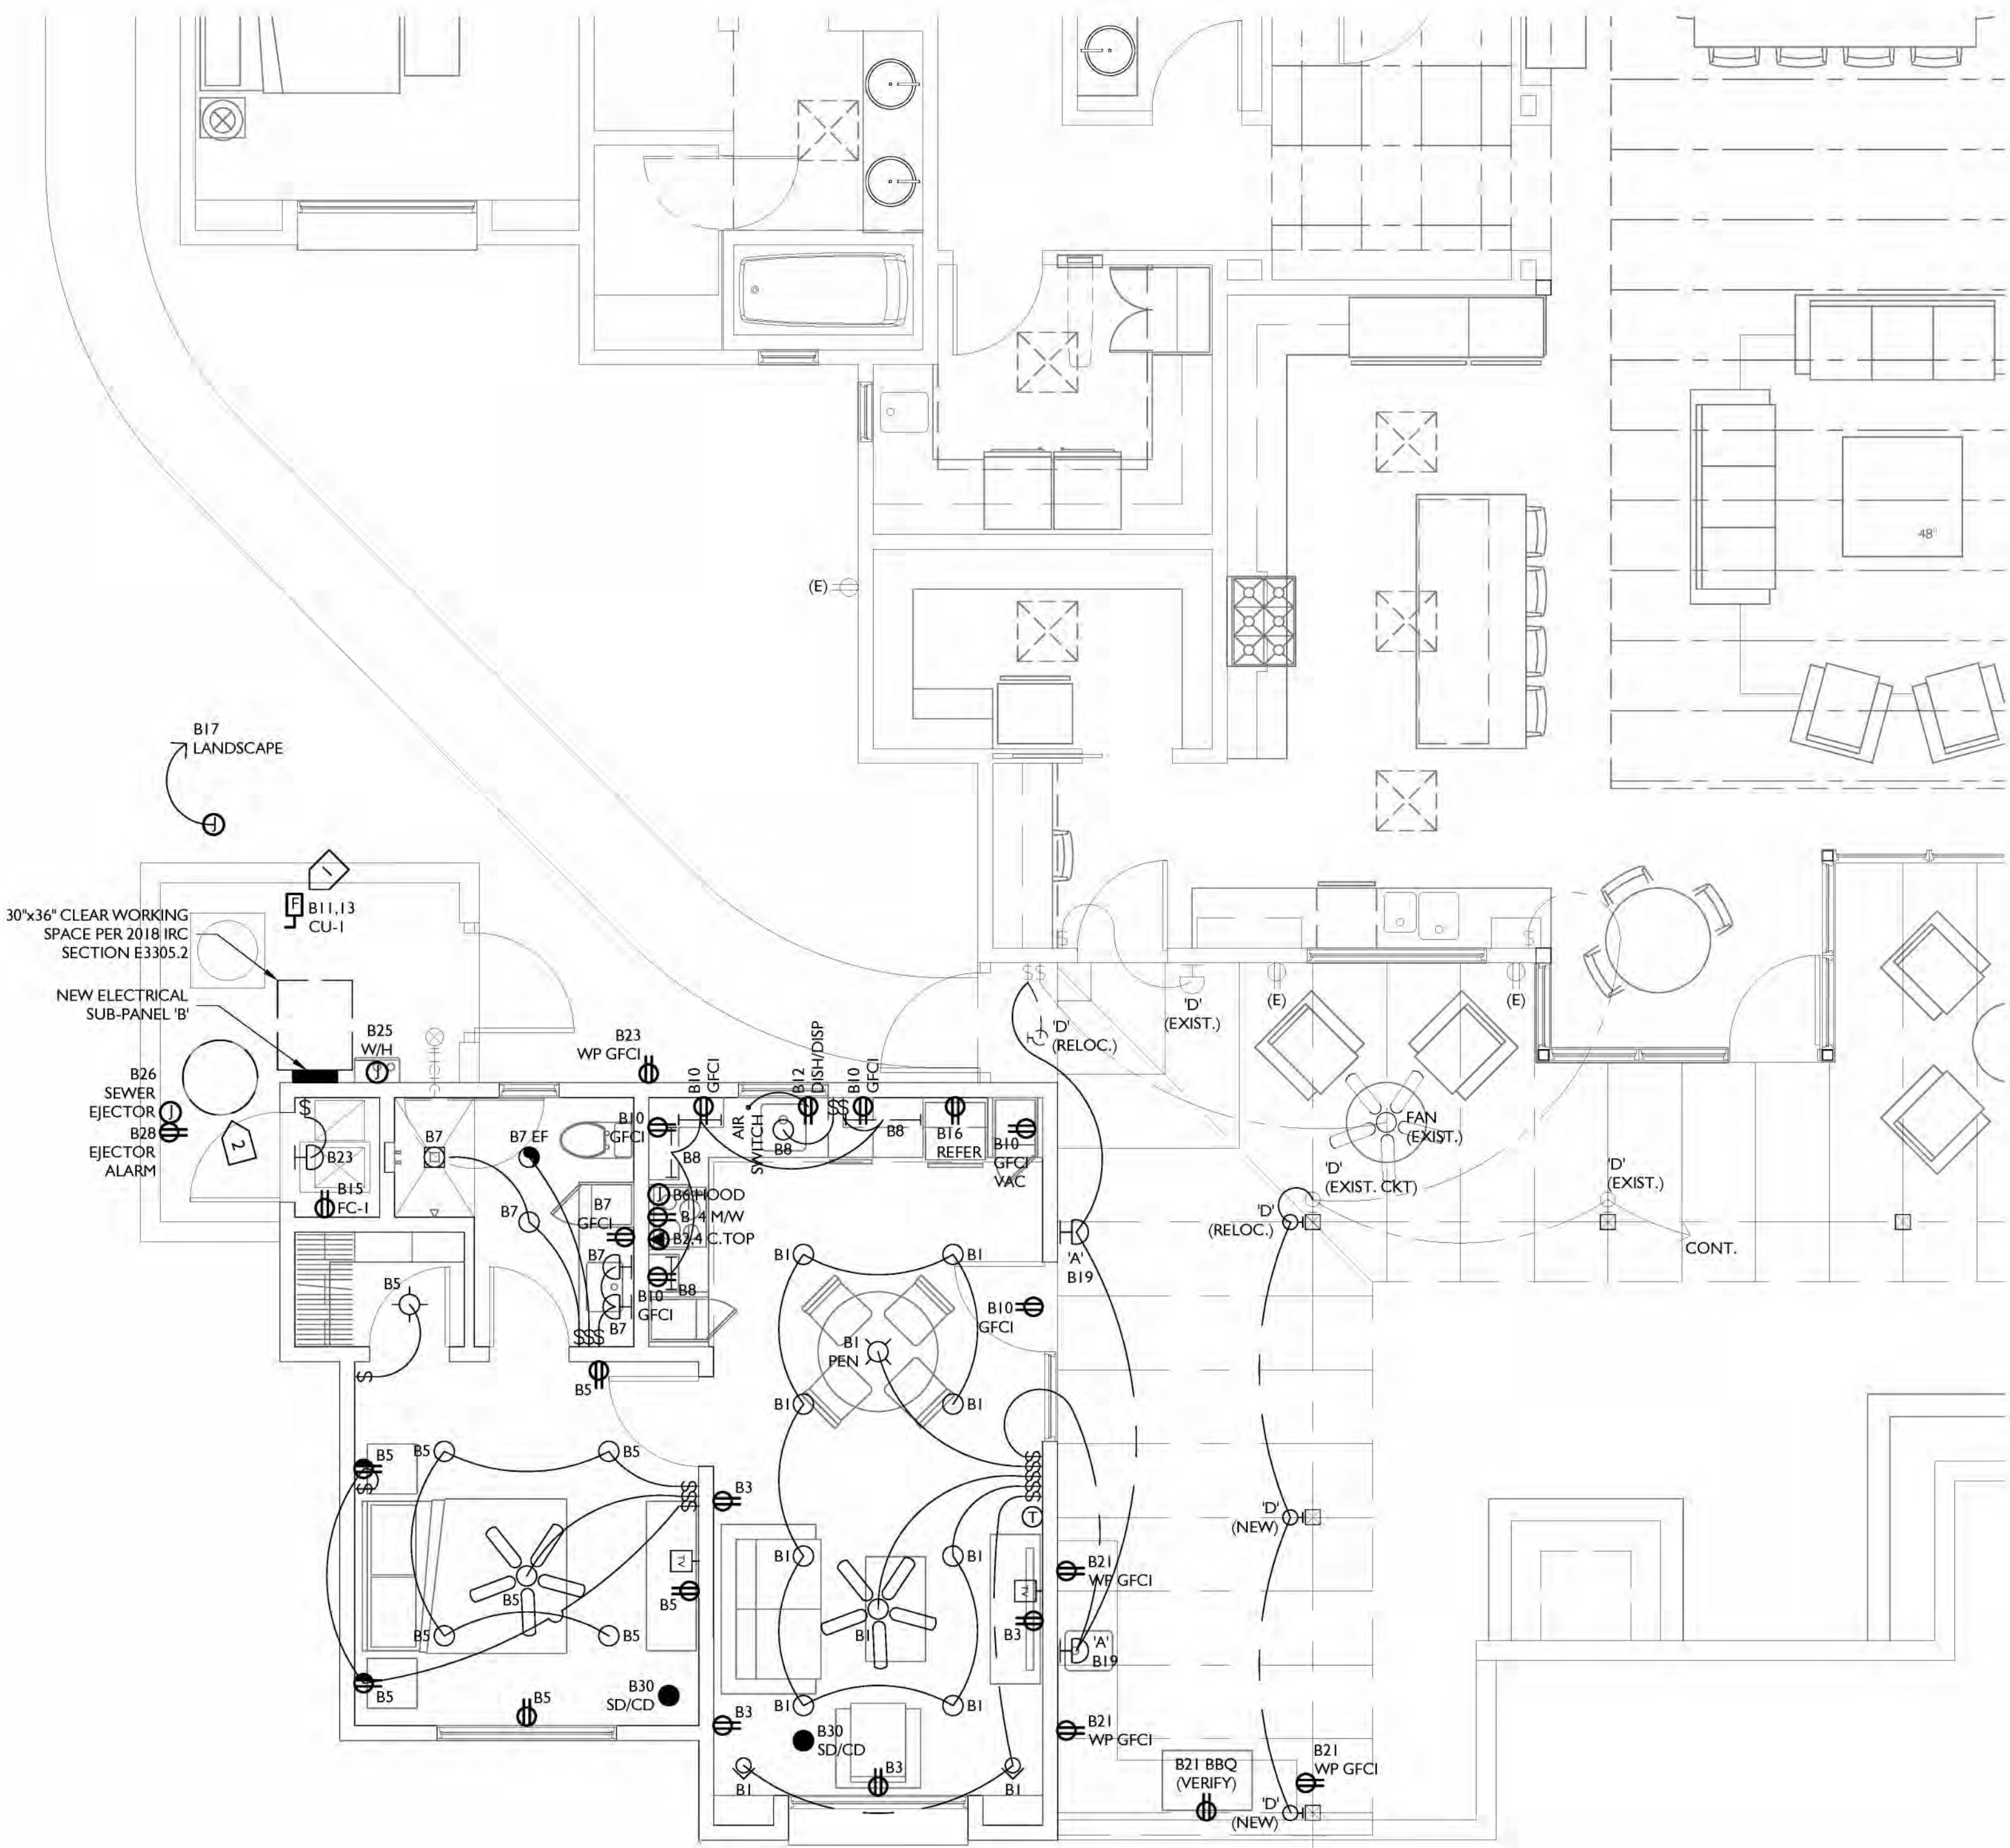 48"
(E)
B17
LANDSCAPE
J
1
F
B11,13
CU-1
30"x36" CLEAR WORKING
SPACE PER 2018 IRC
SECTION E3305.2
NEW ELECTRICAL
SUB-PANEL 'B'
B25
W/H
J
B26
SEWER
EJECTOR
J
B28
EJECTOR
ALARM
2
$
B23
B15
FC-1
B7
B7 EF
B7
B7
GFCI
B7
B7
$$$
B23
WP GFCI
B10
GFCI
B10
GFCI
AIR
SWITCH
B12
DISH/DISP
B10
GFCI
$$
B8
B8
B8
B16
REFER
B10
GFCI
VAC
J
B6 HOOD
B14 M/W
B2,4 C.TOP
B8
B10
GFCI
$
$
$$
'D'
(RELOC.)
'D'
(EXIST.)
(E)
(E)
FAN
(EXIST.)
'D'
(EXIST. CKT)
'D'
(EXIST.)
'D'
(RELOC.)
CONT.
'A'
B19
B10
GFCI
B1
B1
B1
PEN
B1
B1
B5
$
B5
B5
$
B5
B5
$$$
B5
TV
B5
B5
B5
B5
B5
B30
SD/CD
B3
$$$$$
T
B1
B1
B1
TV
B3
B1
B1
B3
B30
SD/CD
B1
B3
B1
B21
WP GFCI
'A'
B19
B21
WP GFCI
'D'
(NEW)
B21 BBQ
(VERIFY)
B21
WP GFCI
'D'
(NEW)